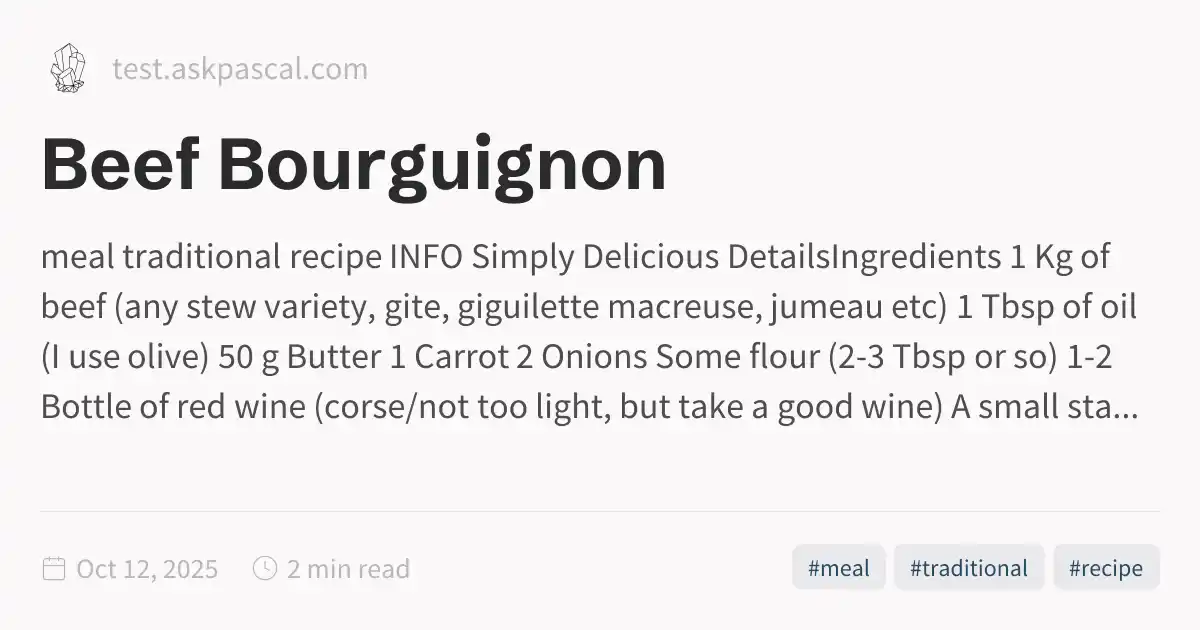 test.askpascal.com
Beef Bourguignon
meal traditional recipe INFO Simply Delicious DetailsIngredients 1 Kg of
beef (any stew variety, gite, giguilette macreuse, jumeau etc) 1 Tbsp of oil
(I use olive) 50 g Butter 1 Carrot 2 Onions Some flour (2-3 Tbsp or so) 1-2
Bottle of red wine (corse/not too light, but take a good wine) A small sta...
Oct 12, 2025 2 min read #meal #traditional #recipe